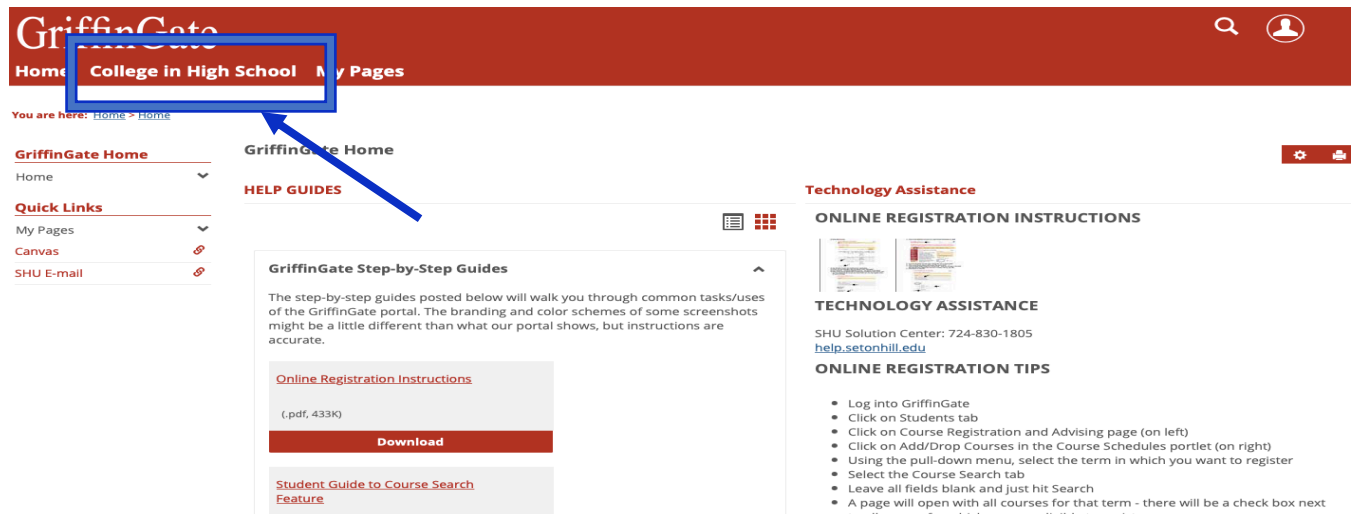 GriffinGate
Home College in High School My Pages
You are here: Home > Home
GriffinGate Home
Home
Quick Links
My Pages
Canvas
SHU E-mail
GriffinGate Home
HELP GUIDES
GriffinGate Step-by-Step Guides
The step-by-step guides posted below will walk you through common tasks/uses
of the GriffinGate portal. The branding and color schemes of some screenshots
might be a little different than what our portal shows, but instructions are
accurate.
Online Registration Instructions
(.pdf, 433K)
Download
Student Guide to Course Search
Feature
Technology Assistance
ONLINE REGISTRATION INSTRUCTIONS
TECHNOLOGY ASSISTANCE
SHU Solution Center: 724-830-1805
help.setonhill.edu
ONLINE REGISTRATION TIPS
• Log into GriffinGate
• Click on Students tab
• Click on Course Registration and Advising page (on left)
• Click on Add/Drop Courses in the Course Schedules portlet (on right)
• Using the pull-down menu, select the term in which you want to register
• Select the Course Search tab
• Leave all fields blank and just hit Search
• A page will open with all courses for that term - there will be a check box next